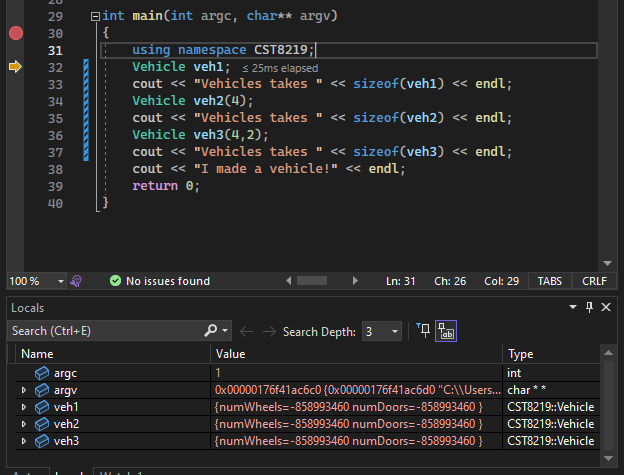 29 int main(int argc, char** argv)
30 {
31 using namespace CST8219;
32 Vehicle veh1; ≤ 25ms elapsed
33 cout << "Vehicles takes " << sizeof(veh1) << endl;
34 Vehicle veh2(4);
35 cout << "Vehicles takes " << sizeof(veh2) << endl;
36 Vehicle veh3(4,2);
37 cout << "Vehicles takes " << sizeof(veh3) << endl;
38 cout << "I made a vehicle!" << endl;
39 return 0;
40 }
100 % No issues found Ln: 31 Ch: 26 Col: 29 TABS CRLF
Locals
Search (Ctrl+E) Search Depth: 3
Name Value Type
argc 1 int
argv 0x00000176f41ac6c0 {0x00000176f41ac6d0 "C:\\Users... char * *
veh1 {numWheels=-858993460 numDoors=-858993460 } CST8219::Vehicle
veh2 {numWheels=-858993460 numDoors=-858993460 } CST8219::Vehicle
veh3 {numWheels=-858993460 numDoors=-858993460 } CST8219::Vehicle